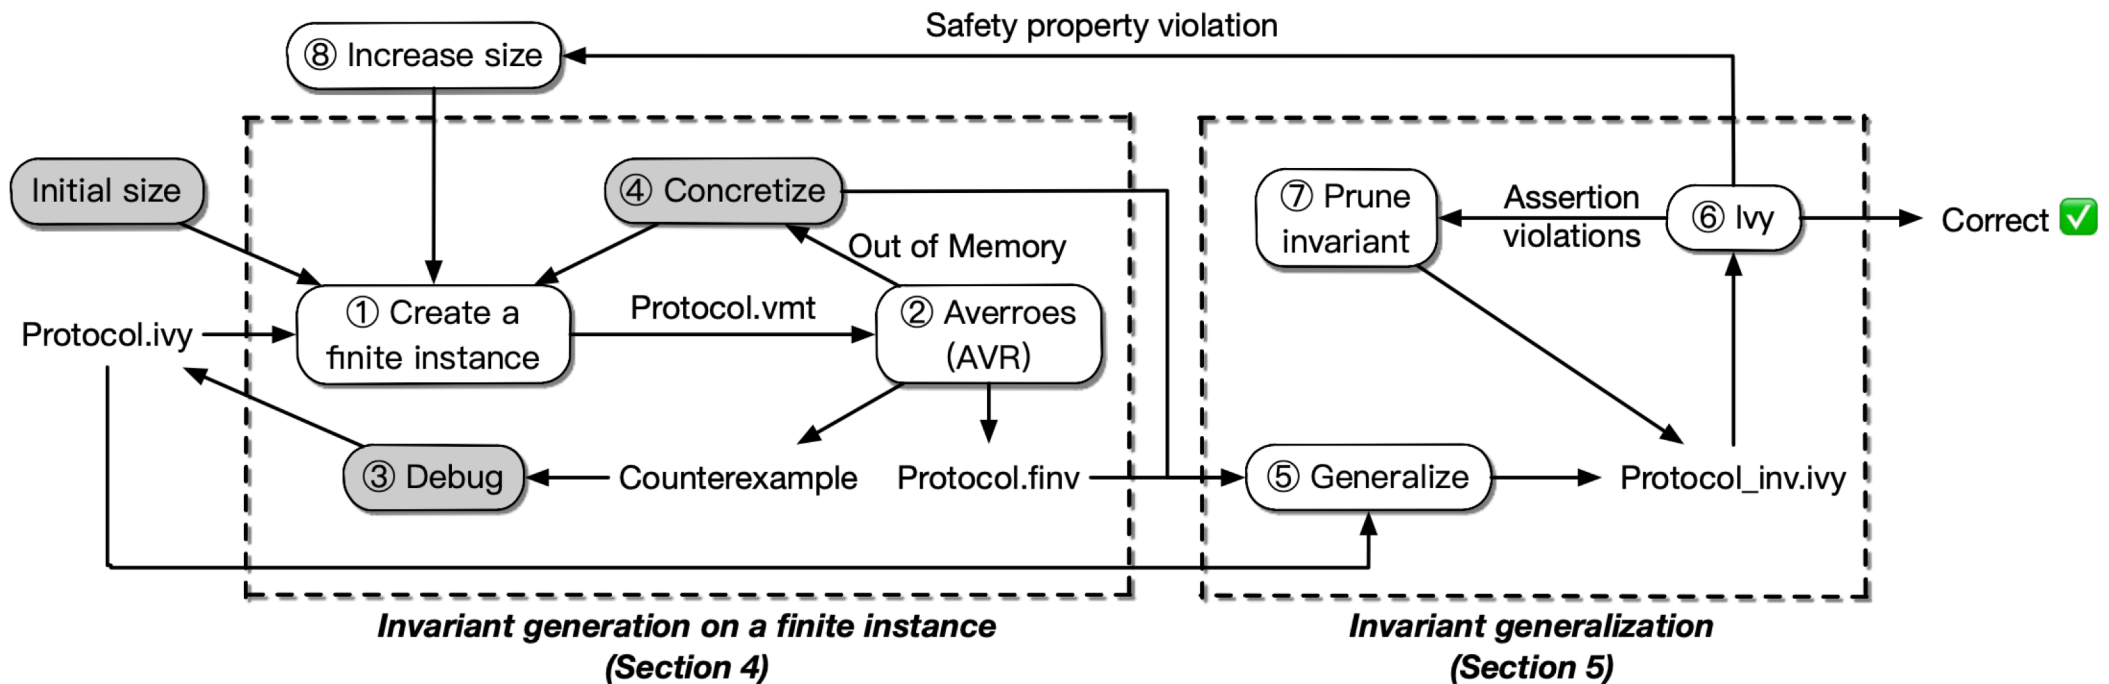 Safety property violation
⑧ Increase size
Initial size
④ Concretize
Out of Memory
Protocol.ivy
① Create a
finite instance
Protocol.vmt
② Averroes
(AVR)
③ Debug
Counterexample
Protocol.finv
Invariant generation on a finite instance
(Section 4)
⑦ Prune
invariant
Assertion
violations
⑥ Ivy
Correct ✅
⑤ Generalize
Protocol_inv.ivy
Invariant generalization
(Section 5)